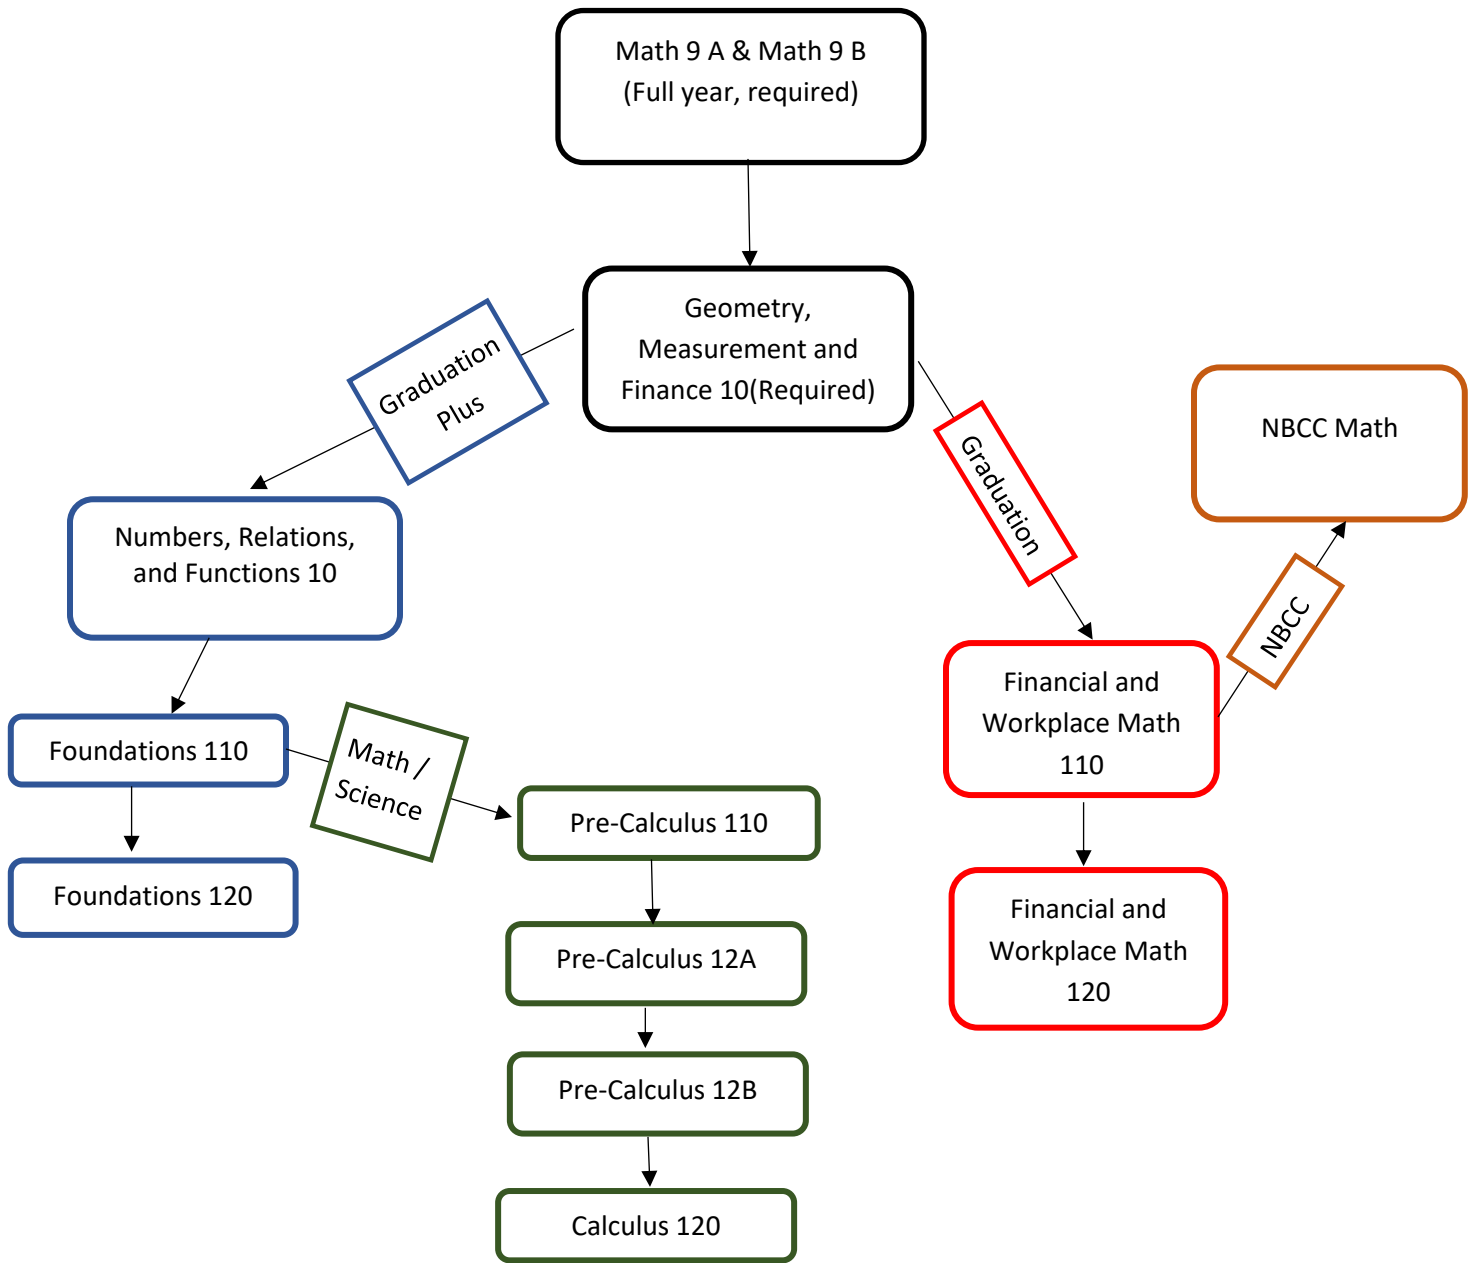 Math 9 A & Math 9 B
(Full year, required)
Geometry,
Measurement and
Finance 10(Required)
Graduation
Plus
Graduation
NBCC Math
NBCC
Numbers, Relations,
and Functions 10
Financial and
Workplace Math
110
Foundations 110
Math /
Science
Pre-Calculus 110
Foundations 120
Financial and
Workplace Math
120
Pre-Calculus 12A
Pre-Calculus 12B
Calculus 120